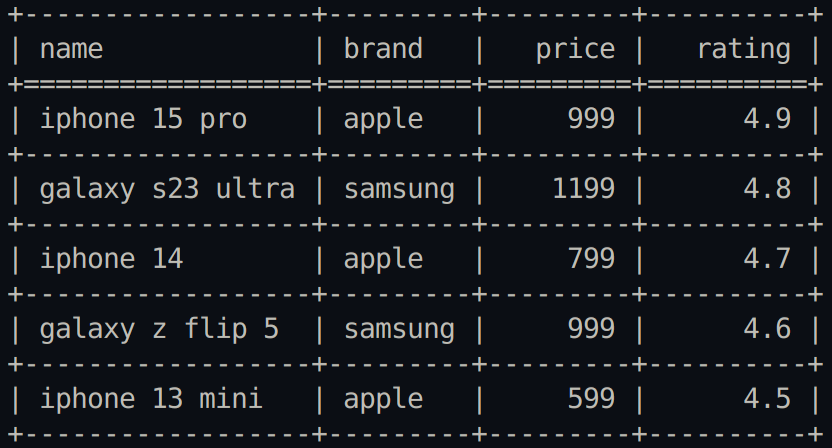 +------------------+---------+---------+----------+
| name             | brand   |   price |   rating |
+==================+=========+=========+==========+
| iphone 15 pro    | apple   |     999 |      4.9 |
+------------------+---------+---------+----------+
| galaxy s23 ultra | samsung |    1199 |      4.8 |
+------------------+---------+---------+----------+
| iphone 14        | apple   |     799 |      4.7 |
+------------------+---------+---------+----------+
| galaxy z flip 5  | samsung |     999 |      4.6 |
+------------------+---------+---------+----------+
| iphone 13 mini   | apple   |     599 |      4.5 |
+------------------+---------+---------+----------+